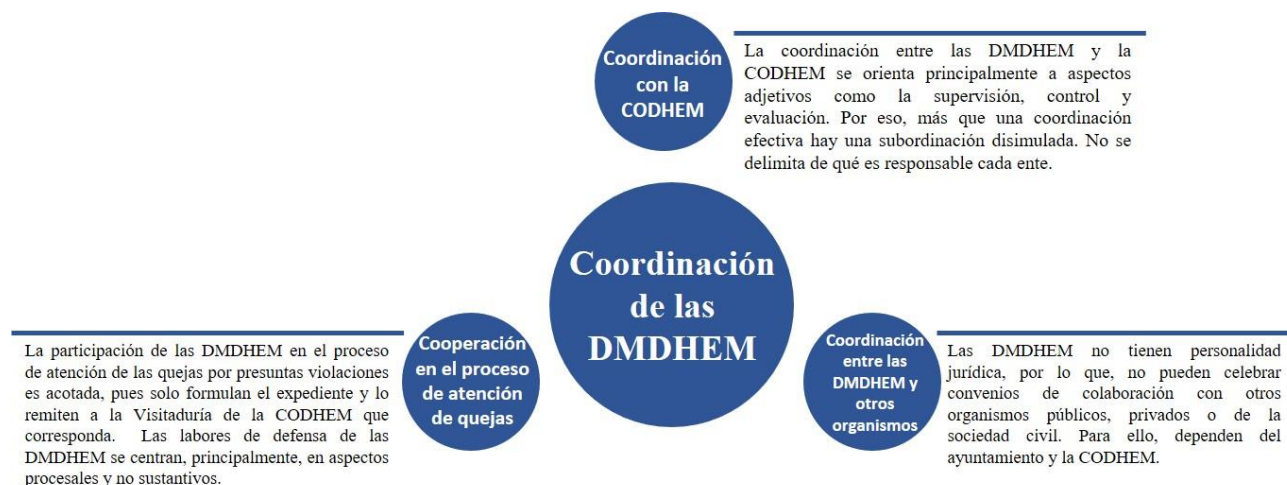 Coordinación
con la
CODHEM
La coordinación entre las DMDHEM y la
CODHEM se orienta principalmente a aspectos
adjetivos como la supervisión, control y
evaluación. Por eso, más que una coordinación
efectiva hay una subordinación disimulada. No se
delimita de qué es responsable cada ente.
Coordinación
de las
DMDHEM
La participación de las DMDHEM en el proceso
de atención de las quejas por presuntas violaciones
es acotada, pues solo formulan el expediente y lo
remiten a la Visitaduría de la CODHEM que
corresponda. Las labores de defensa de las
DMDHEM se centran, principalmente, en aspectos
procesales y no sustantivos.
Cooperación
en el proceso
de atención
de quejas
Coordinación
entre las
DMDHEM y
otros
organismos
Las DMDHEM no tienen personalidad
jurídica, por lo que, no pueden celebrar
convenios de colaboración con otros
organismos públicos, privados o de la
sociedad civil. Para ello, dependen del
ayuntamiento y la CODHEM.